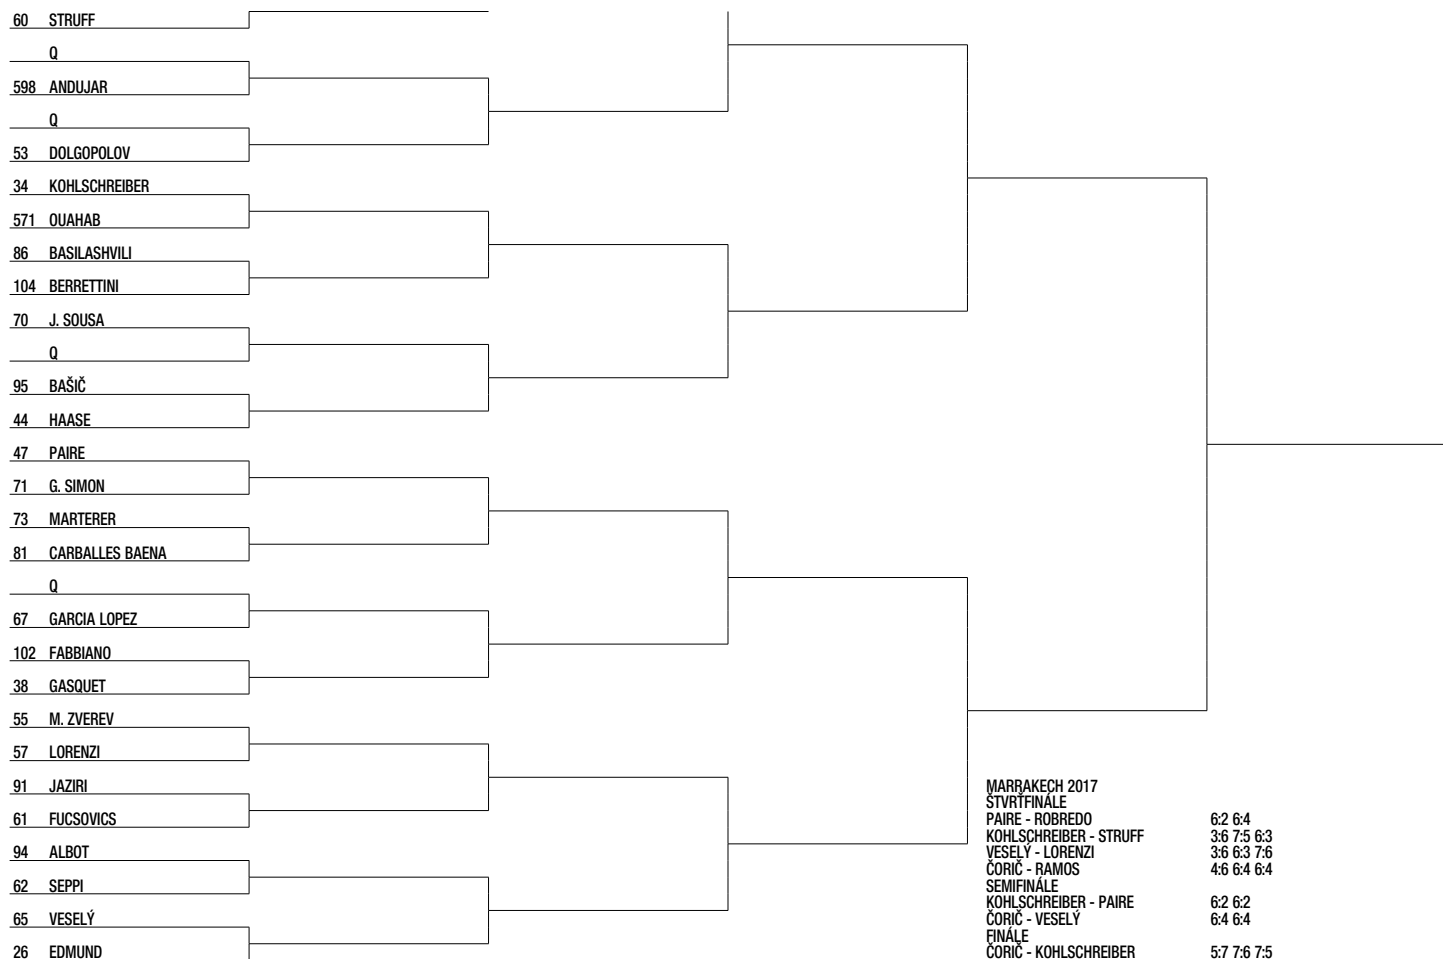 60 STRUFF
Q
598 ANDUJAR
Q
53 DOLGOPOLOV
34 KOHLSCHREIBER
571 OUAHAB
86 BASILASHVILI
104 BERRETTINI
70 J. SOUSA
Q
95 BAŠIČ
44 HAASE
47 PAIRE
71 G. SIMON
73 MARTERER
81 CARBALLES BAENA
Q
67 GARCIA LOPEZ
102 FABBIANO
38 GASQUET
55 M. ZVEREV
57 LORENZI
91 JAZIRI
61 FUCSOVICS
94 ALBOT
62 SEPPI
65 VESELÝ
26 EDMUND
MARRAKECH 2017
ŠTVRŤFINÁLE
PAIRE - ROBREDO 6:2 6:4
KOHLSCHREIBER - STRUFF 3:6 7:5 6:3
VESELÝ - LORENZI 3:6 6:3 7:6
ČORIČ - RAMOS 4:6 6:4 6:4
SEMIFINÁLE
KOHLSCHREIBER - PAIRE 6:2 6:2
ČORIČ - VESELÝ 6:4 6:4
FINÁLE
ČORIČ - KOHLSCHREIBER 5:7 7:6 7:5